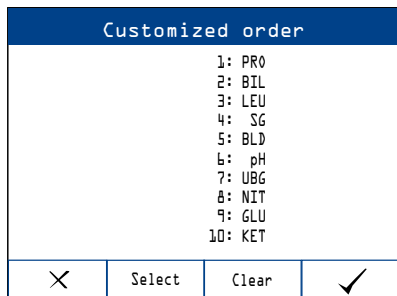 Customized order
1: PRO
2: BIL
3: LEU
4: SG
5: BLD
6: pH
7: UBG
8: NIT
9: GLU
10: KET
Select Clear